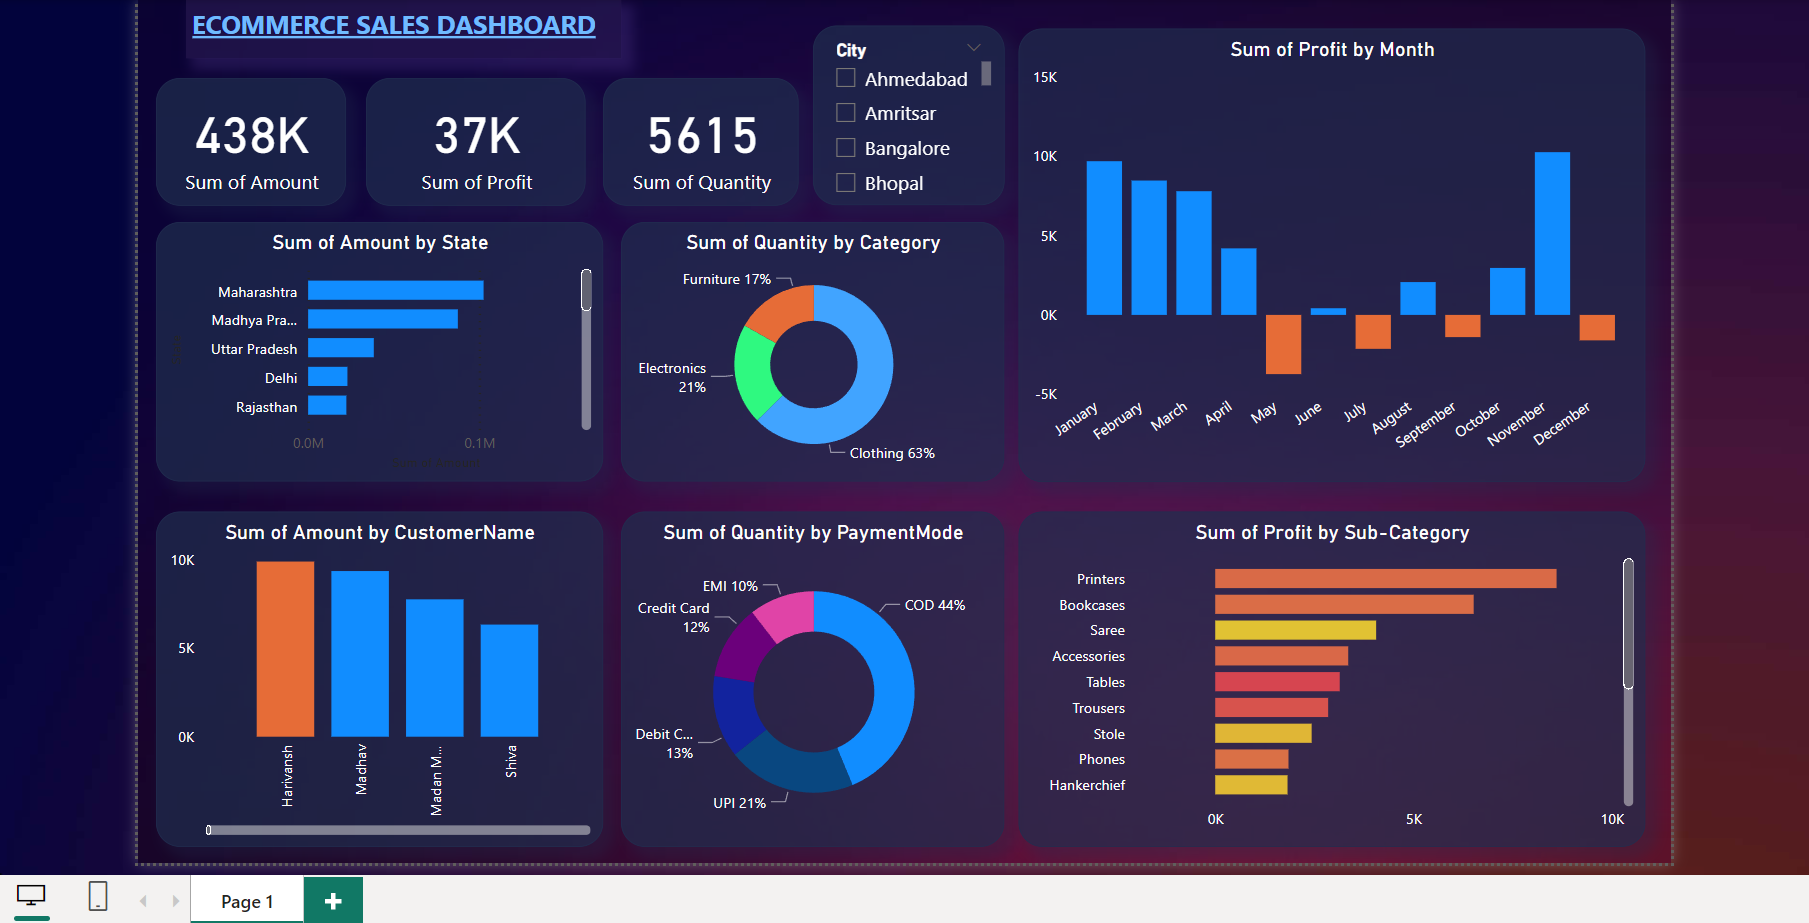 ECOMMERCE SALES DASHBOARD
438K
Sum of Amount
37K
Sum of Profit
5615
Sum of Quantity
City
Ahmedabad
Amritsar
Bangalore
Bhopal
Sum of Profit by Month
15K
10K
5K
0K
-5K
January
February
March
April
May
June
July
August
September
October
November
December
Sum of Amount by State
Maharashtra
Madhya Pra...
Uttar Pradesh
Delhi
Rajasthan
0.0M
0.1M
Sum of Quantity by Category
Furniture 17%
Electronics
21%
Clothing 63%
Sum of Amount by CustomerName
10K
5K
0K
Harivansh
Madhav
Madan M...
Shiva
Sum of Quantity by PaymentMode
EMI 10%
Credit Card
12%
COD 44%
Debit C...
13%
UPI 21%
Sum of Profit by Sub-Category
Printers
Bookcases
Saree
Accessories
Tables
Trousers
Stole
Phones
Hankerchief
0K
5K
10K
Page 1